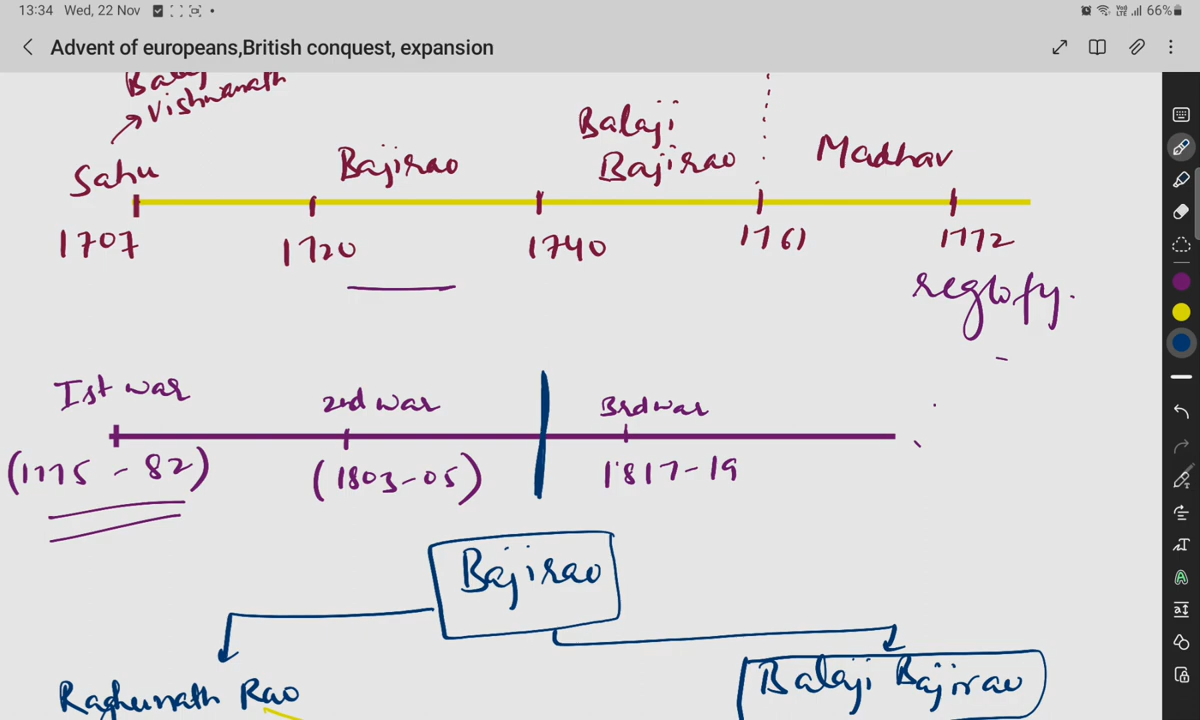 13:34 Wed, 22 Nov
66%
Advent of europeans,British conquest, expansion
Vishwanath
Sahu
Bajirao
Balaji
Bajirao
Madhav
1707
1720
1740
1761
1772
Ist war
2nd war
3rd war
(1775 - 82)
(1803-05)
1817-19
Bajirao
Raghunath Rao
Balaji Bajirao